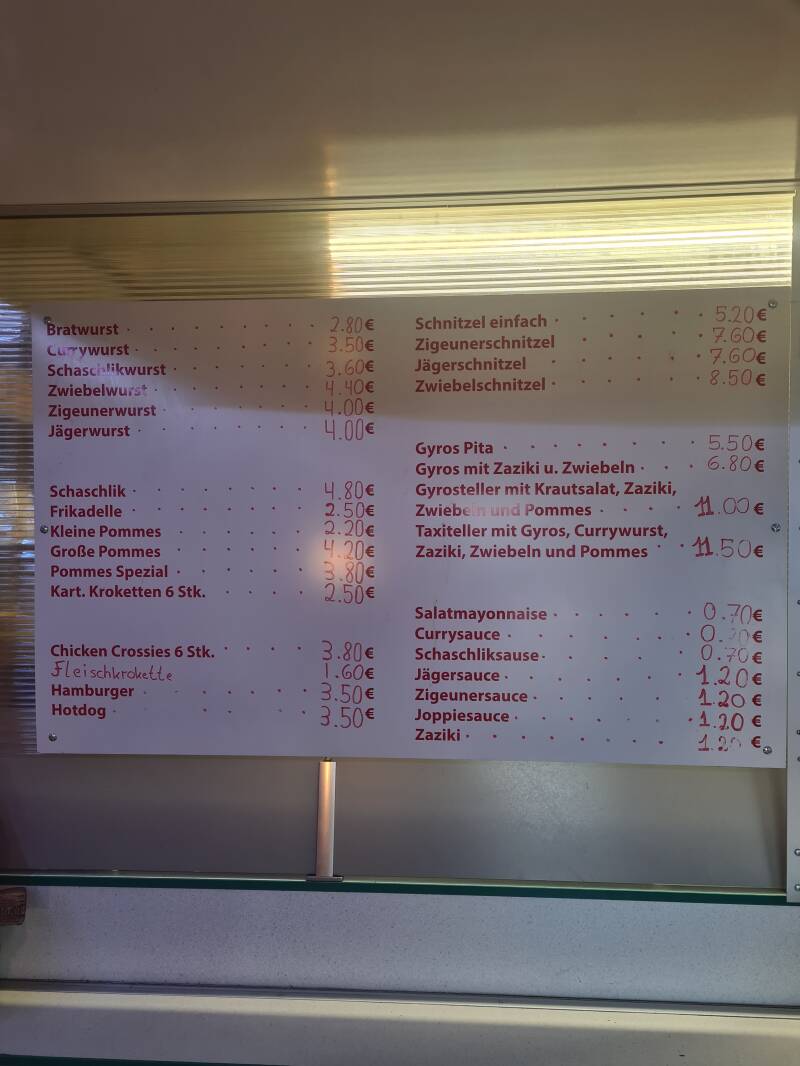 Bratwurst 2.80€
Currywurst 3.50€
Schaschlikwurst 3.60€
Zwiebelwurst 4.40€
Zigeunerwurst 4.00€
Jägerwurst 4.00€
Schaschlik 4.80€
Frikadelle 2.50€
Kleine Pommes 2.20€
Große Pommes 4.20€
Pommes Spezial 3.80€
Kart. Kroketten 6 Stk. 2.50€
Chicken Crossies 6 Stk. 3.80€
Fleischkrokette 1.60€
Hamburger 3.50€
Hotdog 3.50€
Schnitzel einfach 5.20€
Zigeunerschnitzel 7.60€
Jägerschnitzel 7.60€
Zwiebelschnitzel 8.50€
Gyros Pita 5.50€
Gyros mit Zaziki u. Zwiebeln 6.80€
Gyrosteller mit Krautsalat, Zaziki,
Zwiebeln und Pommes 11.00€
Taxiteller mit Gyros, Currywurst,
Zaziki, Zwiebeln und Pommes 11.50€
Salatmayonnaise 0.70€
Currysauce
Schaschliksause 0.70€
Jägersauce 1.20€
Zigeunersauce 1.20€
Joppiesauce 1.20€
Zaziki 1.20€